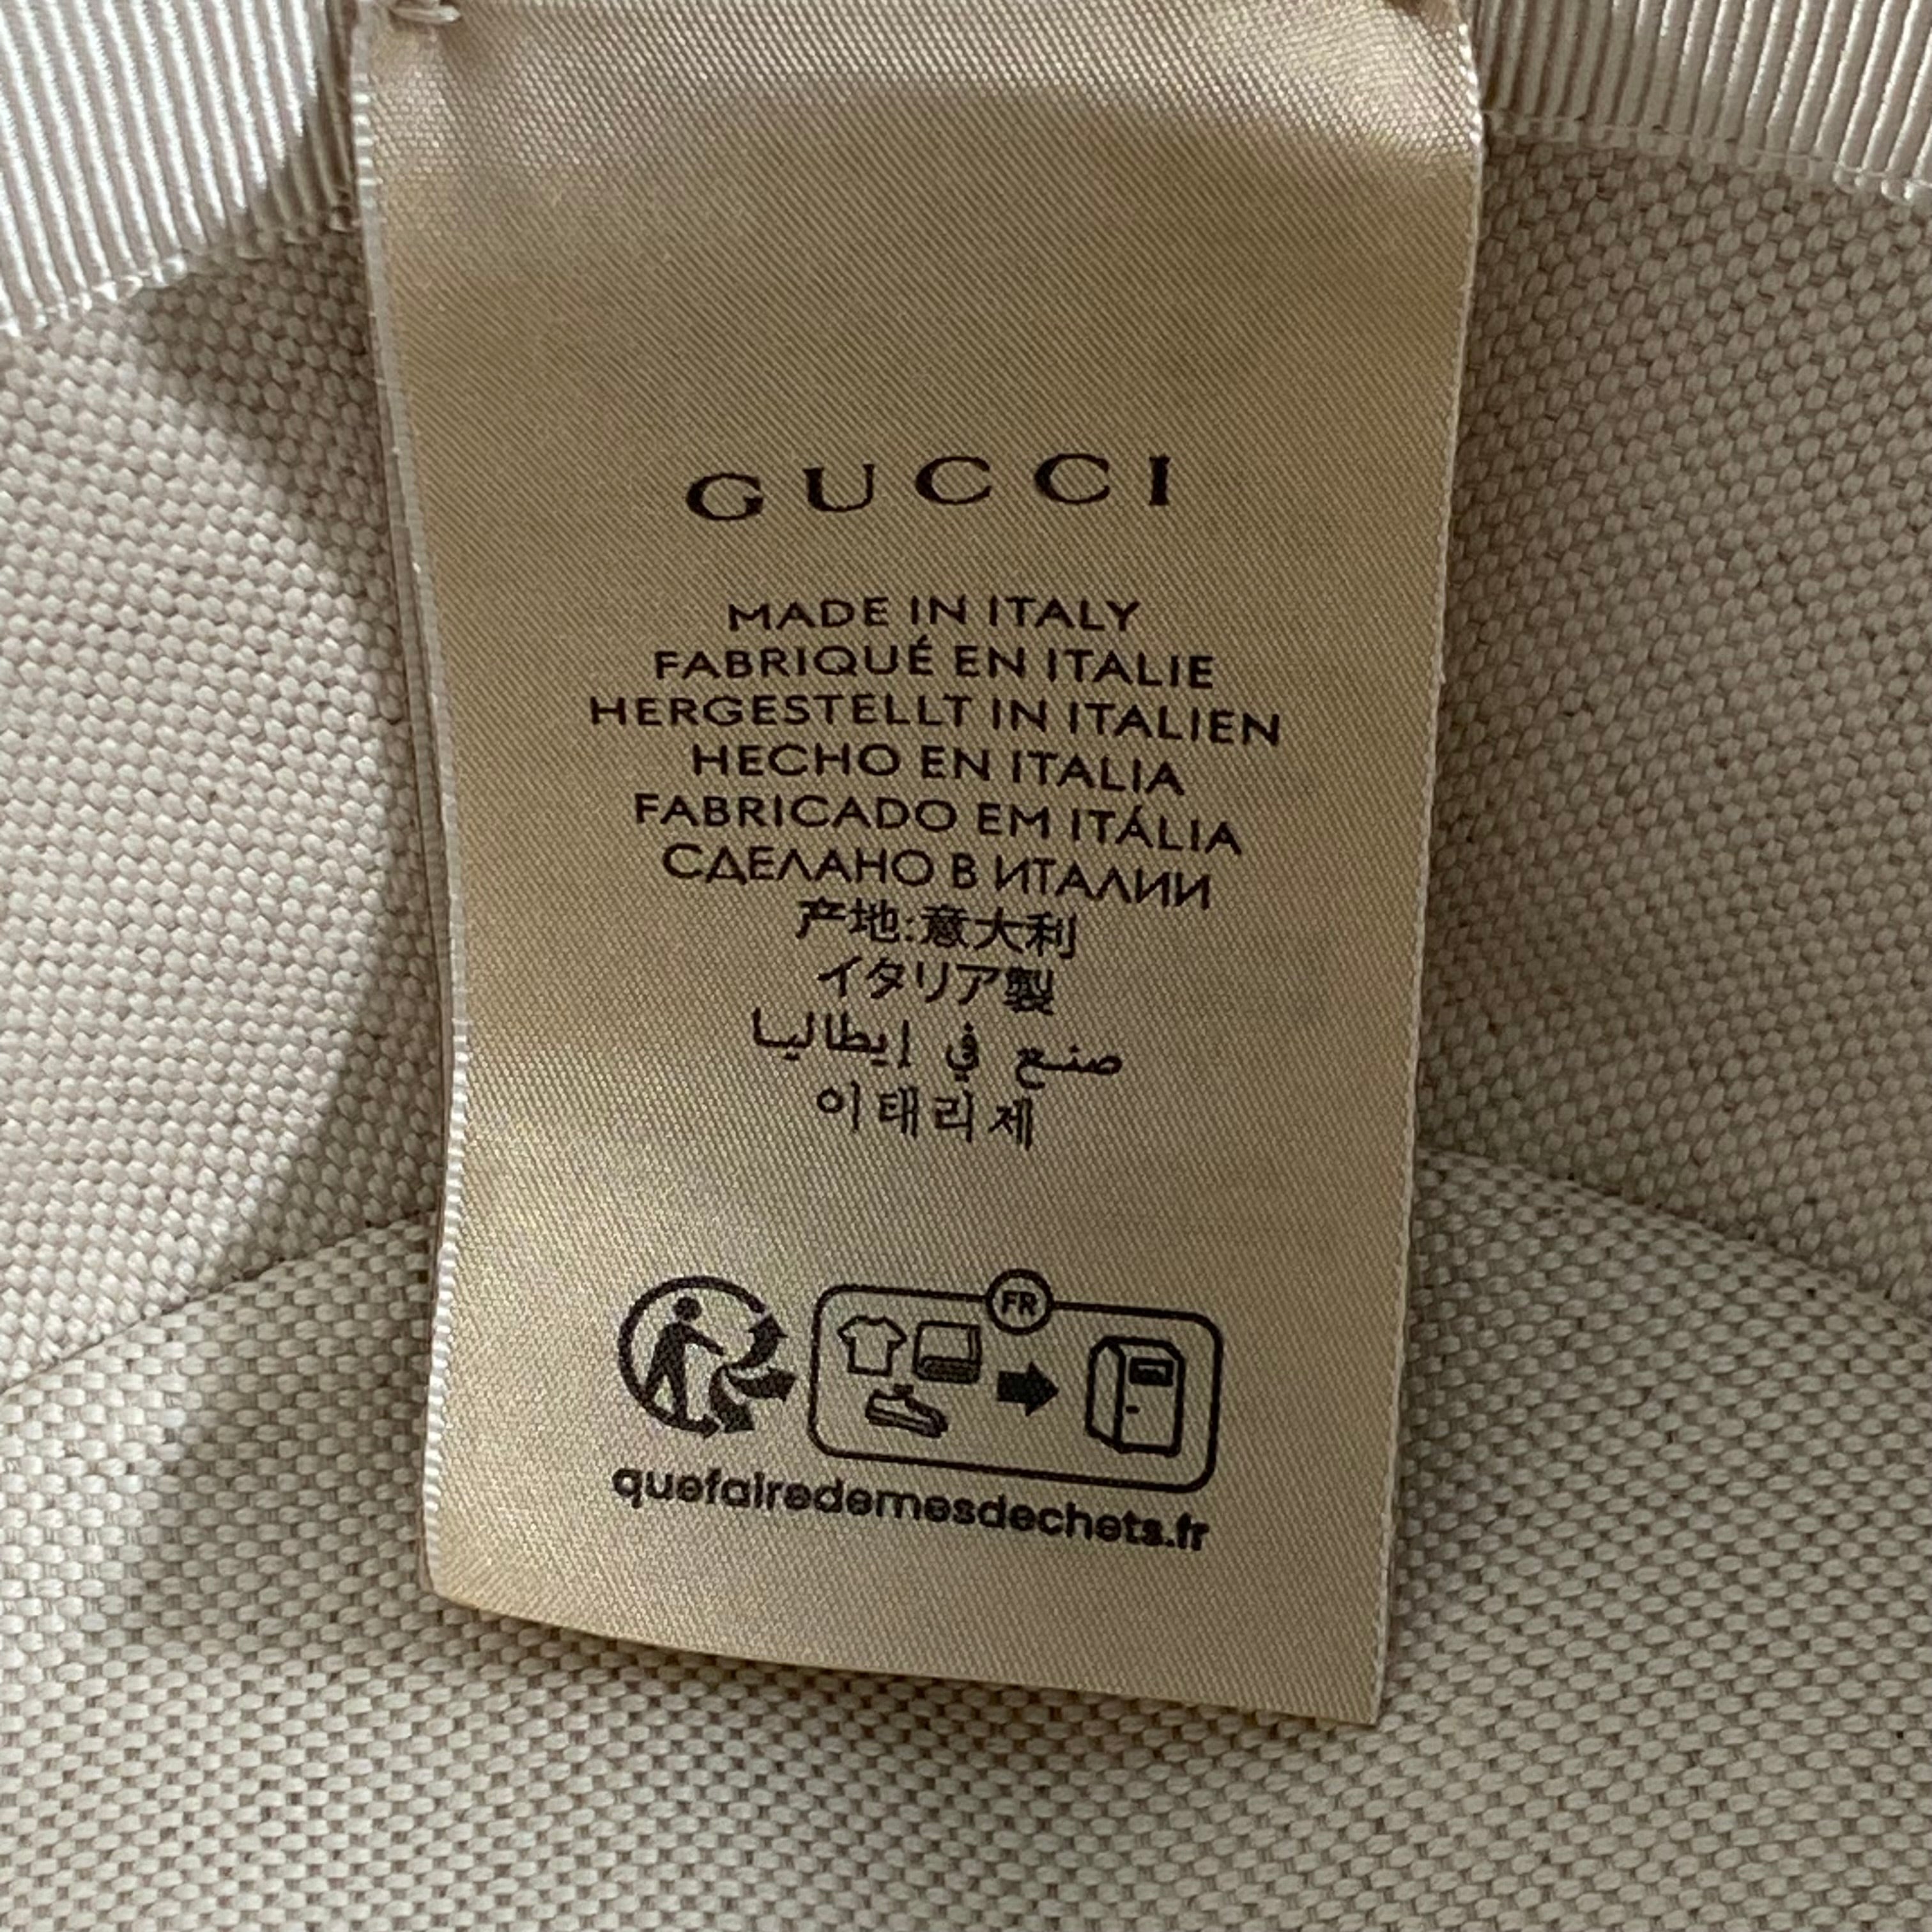 GUCCI
MADE IN ITALY
FABRIQUÉ EN ITALIE
HERGESTELLT IN ITALIEN
HECHO EN ITALIA
FABRICADO EM ITÁLIA
СДЕЛАНО В ИТАЛИИ
产地:意大利
イタリア製
صنع في إيطاليا
이태리제
FR
quefairedemesdechets.fr